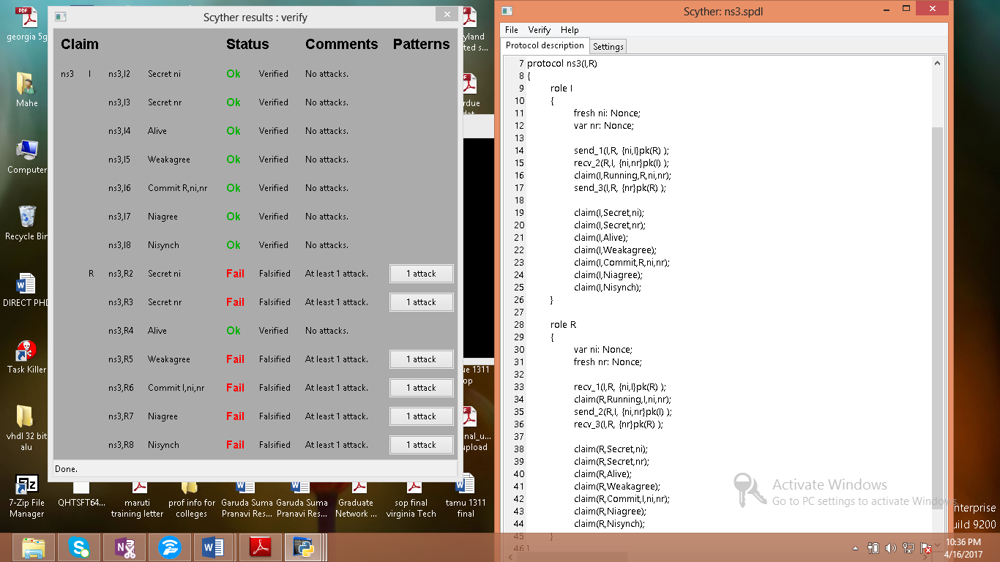 georgia 5g
Mahe
Computer
Recycle Bin
DIRECT PHD
Task Killer
vhdl 32 bit
alu
7-Zip File
Manager
QHTSFT64...
maruti
training letter
prof info for
colleges
Garuda Suma
Pranavi Res...
Garuda Suma
Pranavi Res...
Graduate
Network ...
sop final
virginia Tech
tamu 1311
final
Scyther results : verify
Claim Status Comments Patterns
ns3 I ns3,I2 Secret ni Ok Verified No attacks.
ns3,I3 Secret nr Ok Verified No attacks.
ns3,I4 Alive Ok Verified No attacks.
ns3,I5 Weakagree Ok Verified No attacks.
ns3,I6 Commit R,ni,nr Ok Verified No attacks.
ns3,I7 Niagree Ok Verified No attacks.
ns3,I8 Nisynch Ok Verified No attacks.
R ns3,R2 Secret ni Fail Falsified At least 1 attack. 1 attack
ns3,R3 Secret nr Fail Falsified At least 1 attack. 1 attack
ns3,R4 Alive Ok Verified No attacks.
ns3,R5 Weakagree Fail Falsified At least 1 attack. 1 attack
ns3,R6 Commit I,ni,nr Fail Falsified At least 1 attack. 1 attack
ns3,R7 Niagree Fail Falsified At least 1 attack. 1 attack
ns3,R8 Nisynch Fail Falsified At least 1 attack. 1 attack
Done.
Scyther: ns3.spdl
File Verify Help
Protocol description Settings
7 protocol ns3(I,R)
8 {
9 role I
10 {
11 fresh ni: Nonce;
12 var nr: Nonce;
13
14 send_1(I,R, {ni,I}pk(R) );
15 recv_2(R,I, {ni,nr}pk(I) );
16 claim(I,Running,R,ni,nr);
17 send_3(I,R, {nr}pk(R) );
18
19 claim(I,Secret,ni);
20 claim(I,Secret,nr);
21 claim(I,Alive);
22 claim(I,Weakagree);
23 claim(I,Commit,R,ni,nr);
24 claim(I,Niagree);
25 claim(I,Nisynch);
26 }
27
28 role R
29 {
30 var ni: Nonce;
31 fresh nr: Nonce;
32
33 recv_1(I,R, {ni,I}pk(R) );
34 claim(R,Running,I,ni,nr);
35 send_2(R,I, {ni,nr}pk(I) );
36 recv_3(I,R, {nr}pk(R) );
37
38 claim(R,Secret,ni);
39 claim(R,Secret,nr);
40 claim(R,Alive);
41 claim(R,Weakagree);
42 claim(R,Commit,I,ni,nr);
43 claim(R,Niagree);
44 claim(R,Nisynch);
45 }
46 }
Activate Windows
Go to PC settings to activate Windows
nterprise
uild 9200
10:36 PM
4/16/2017